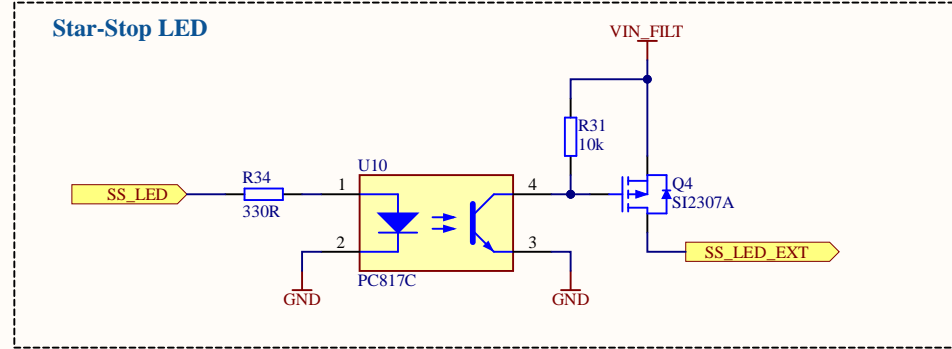 Star-Stop LED
VIN_FILT
R31
10k
U10
R34
SS_LED
330R
1
4
Q4
SI2307A
2
3
SS_LED_EXT
PC817C
GND
GND